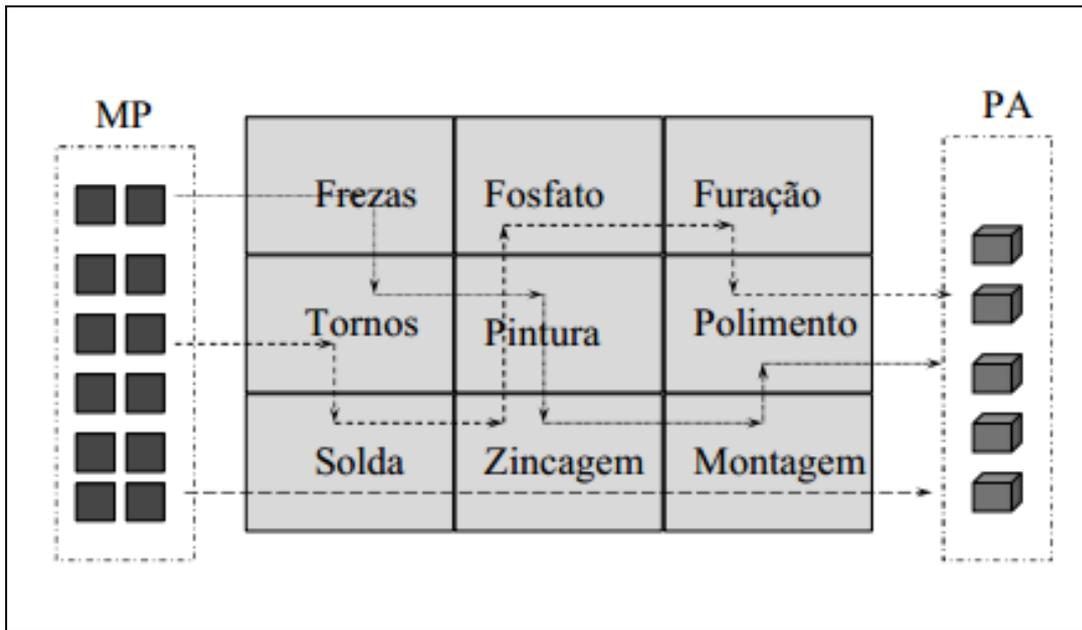 MP
PA
Frezas Fosfato Furação
Tornos Pintura Polimento
Solda Zincagem Montagem